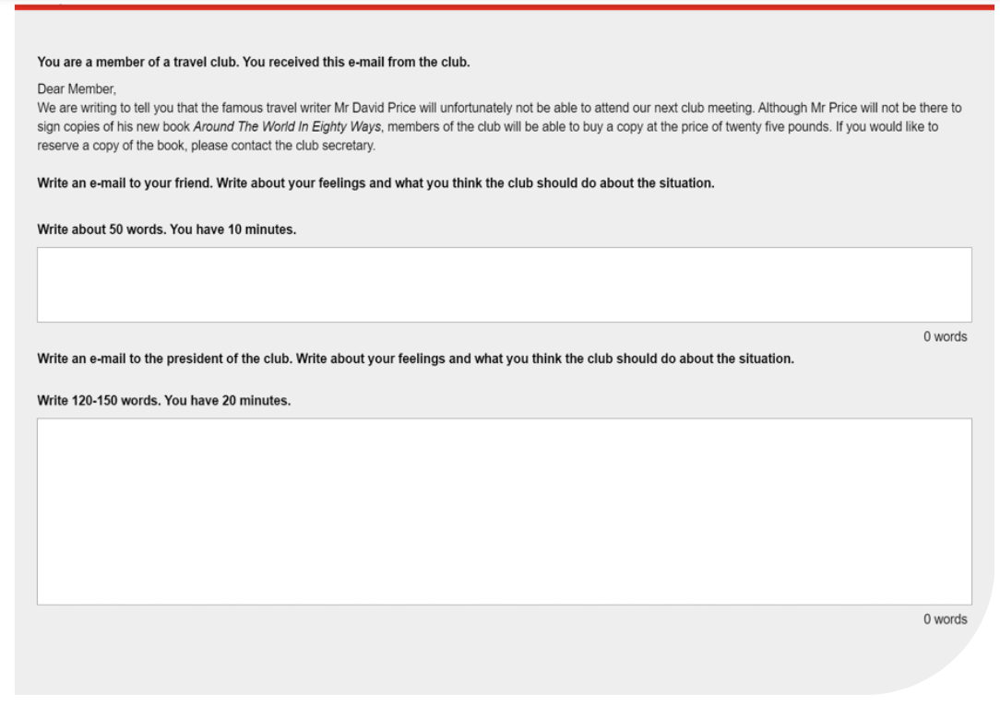 You are a member of a travel club. You received this e-mail from the club.
Dear Member,
We are writing to tell you that the famous travel writer Mr David Price will unfortunately not be able to attend our next club meeting. Although Mr Price will not be there to
sign copies of his new book Around The World In Eighty Ways, members of the club will be able to buy a copy at the price of twenty five pounds. If you would like to
reserve a copy of the book, please contact the club secretary.
Write an e-mail to your friend. Write about your feelings and what you think the club should do about the situation.
Write about 50 words. You have 10 minutes.
0 words
Write an e-mail to the president of the club. Write about your feelings and what you think the club should do about the situation.
Write 120-150 words. You have 20 minutes.
0 words